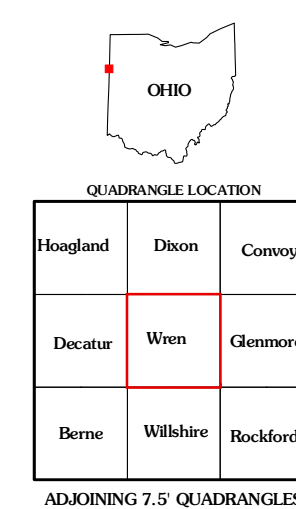 OHIO
QUADRANGLE LOCATION
Hoagland Dixon Convoy
Decatur Wren Glenmore
Berne Willshire Rockford
ADJOINING 7.5' QUADRANGLES